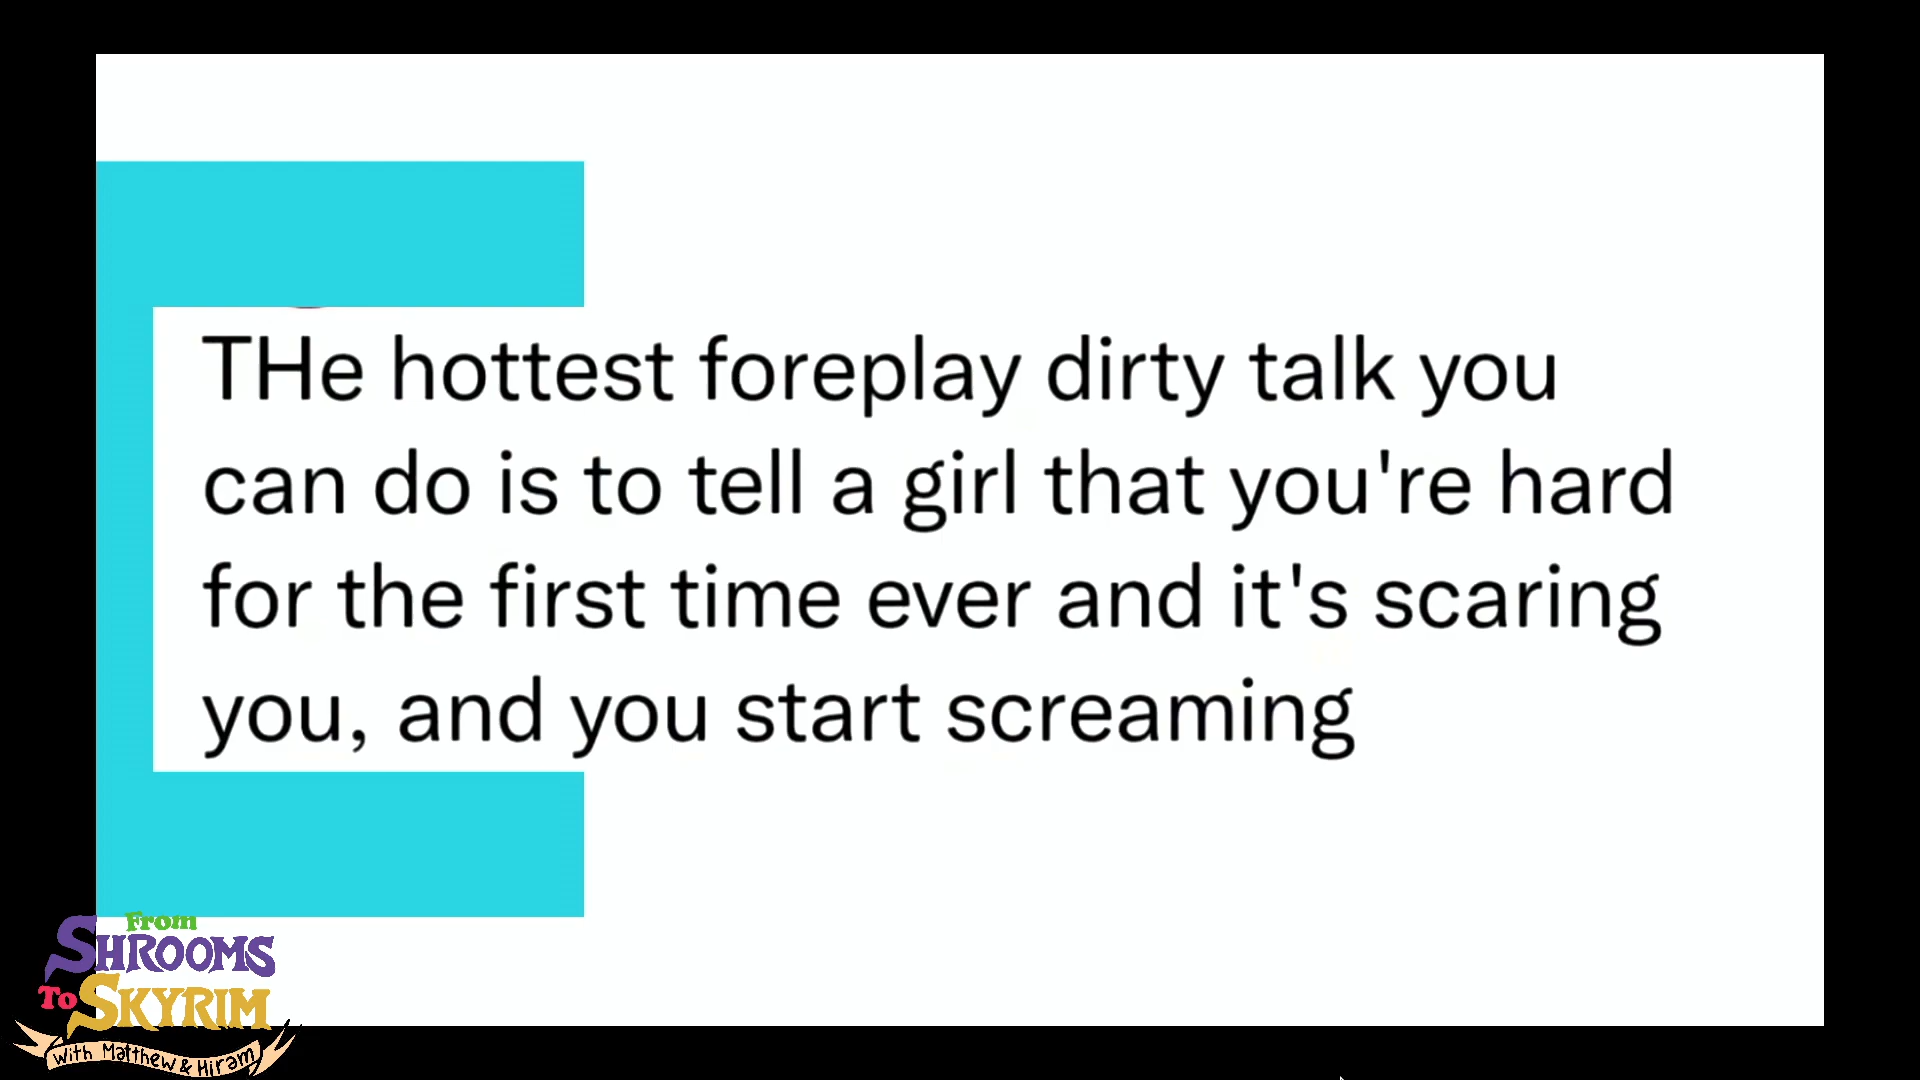 THe hottest foreplay dirty talk you
can do is to tell a girl that you're hard
for the first time ever and it's scaring
you, and you start screaming
From
SHROOMS
To SKYRIM
With Matthew & Hiram